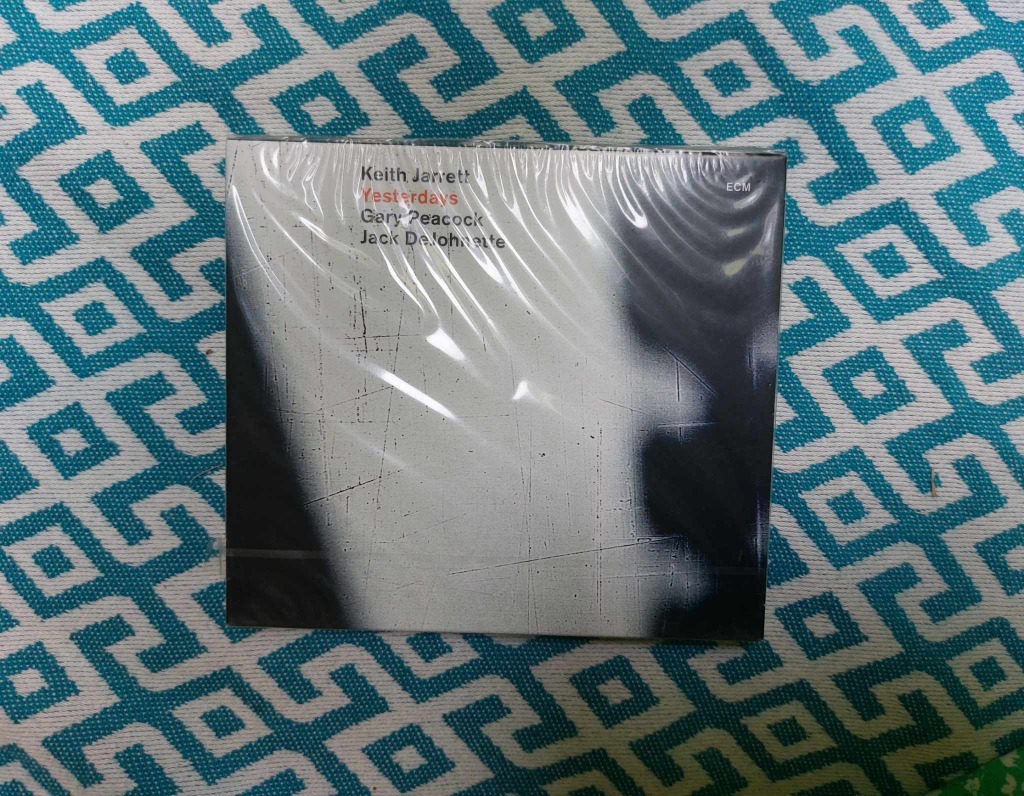 Keith Jarrett
Yesterdays
Gary Peacock
Jack DeJohnette
ECM